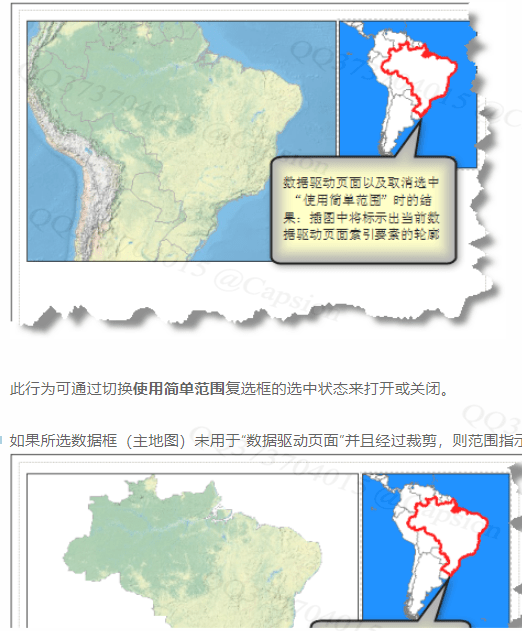 数据驱动页面以及取消选中
“使用简单范围”时的结
果：插图中将标示出当前数
据驱动页面索引要素的轮廓
此行为可通过切换使用简单范围复选框的选中状态来打开或关闭。
如果所选数据框（主地图）未用于“数据驱动页面”并且经过裁剪，则范围指示